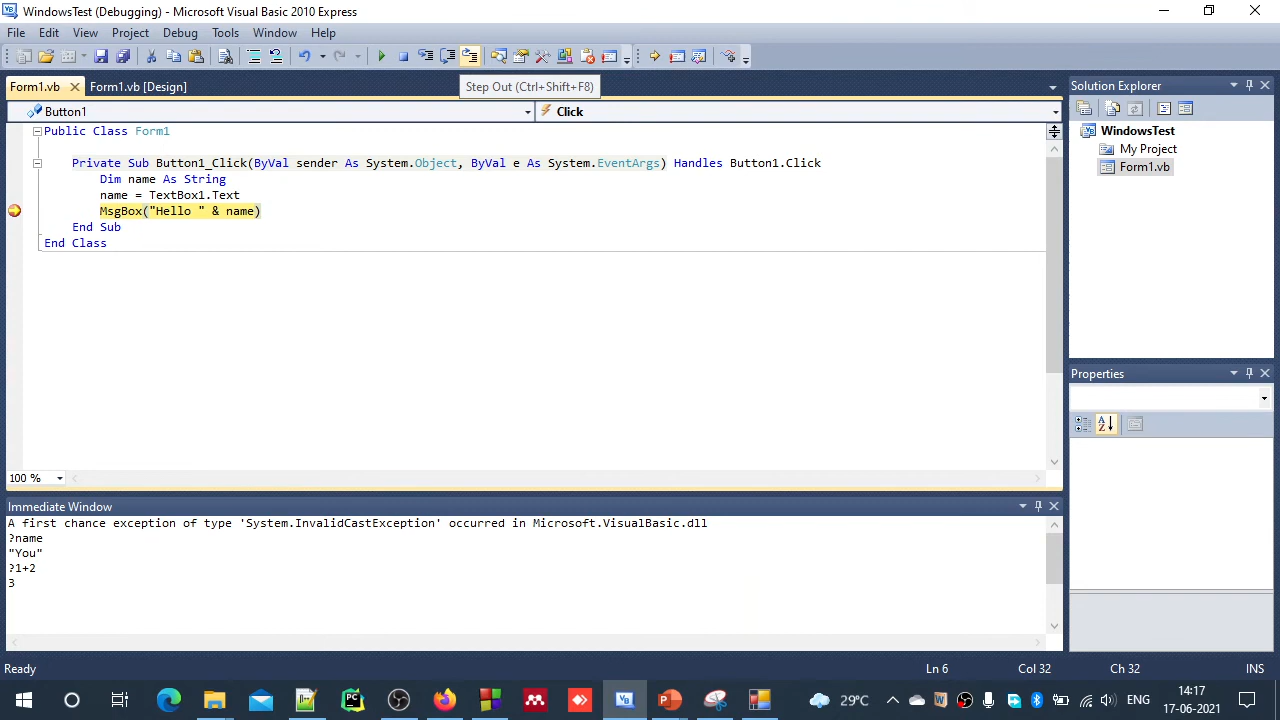 WindowsTest (Debugging) - Microsoft Visual Basic 2010 Express
File Edit View Project Debug Tools Window Help
Step Out (Ctrl+Shift+F8)
Form1.vb Form1.vb [Design]
Button1 Click
Public Class Form1
Private Sub Button1_Click(ByVal sender As System.Object, ByVal e As System.EventArgs) Handles Button1.Click
Dim name As String
name = TextBox1.Text
MsgBox("Hello " & name)
End Sub
End Class
100 %
Solution Explorer
WindowsTest
My Project
Form1.vb
Properties
Immediate Window
A first chance exception of type 'System.InvalidCastException' occurred in Microsoft.VisualBasic.dll
?name
"You"
?1+2
3
Ready Ln 6 Col 32 Ch 32 INS
29°C ENG 14:17
17-06-2021